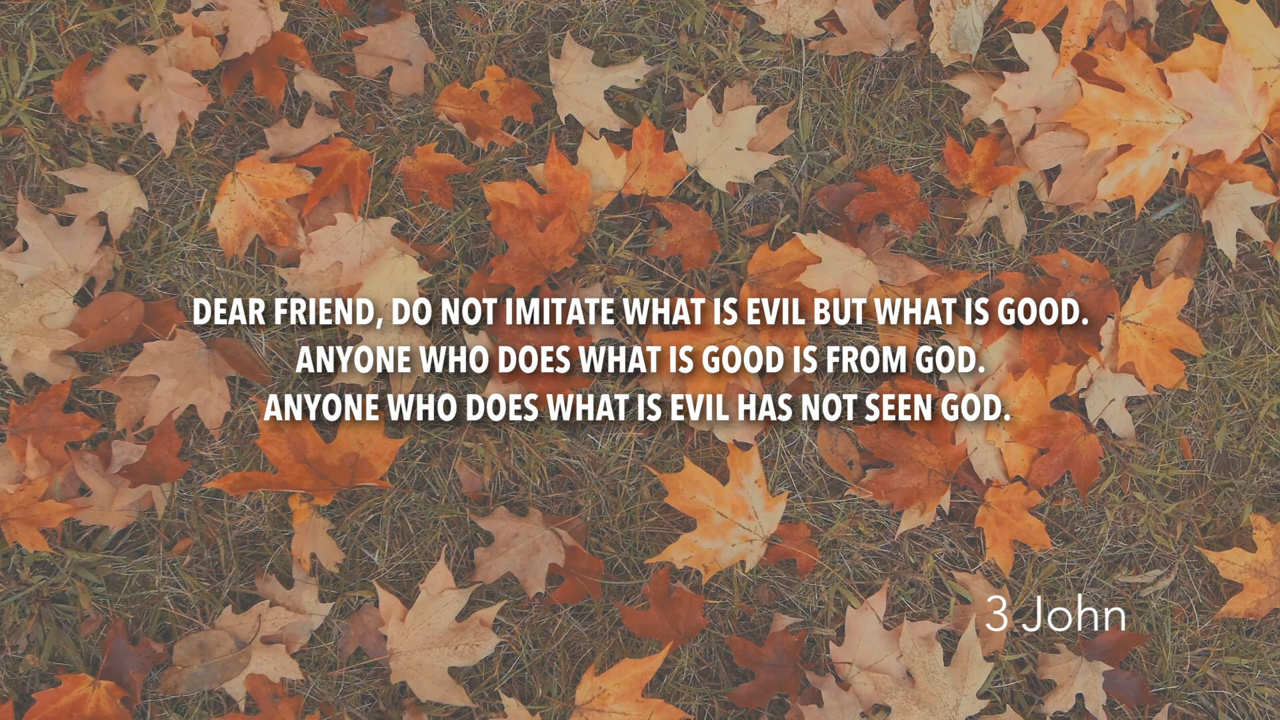 DEAR FRIEND, DO NOT IMITATE WHAT IS EVIL BUT WHAT IS GOOD.
ANYONE WHO DOES WHAT IS GOOD IS FROM GOD.
ANYONE WHO DOES WHAT IS EVIL HAS NOT SEEN GOD.
3 John